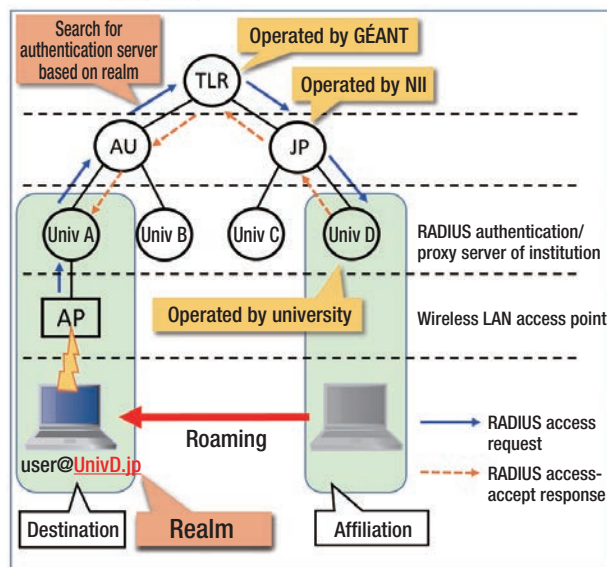 Search for
authentication server
based on realm
Operated by GÉANT
TLR
Operated by NII
AU
JP
Univ A
Univ B
Univ C
Univ D
RADIUS authentication/
proxy server of institution
AP
Operated by university
Wireless LAN access point
Roaming
RADIUS access
request
user@UnivD.jp
RADIUS access-
accept response
Destination
Realm
Affiliation